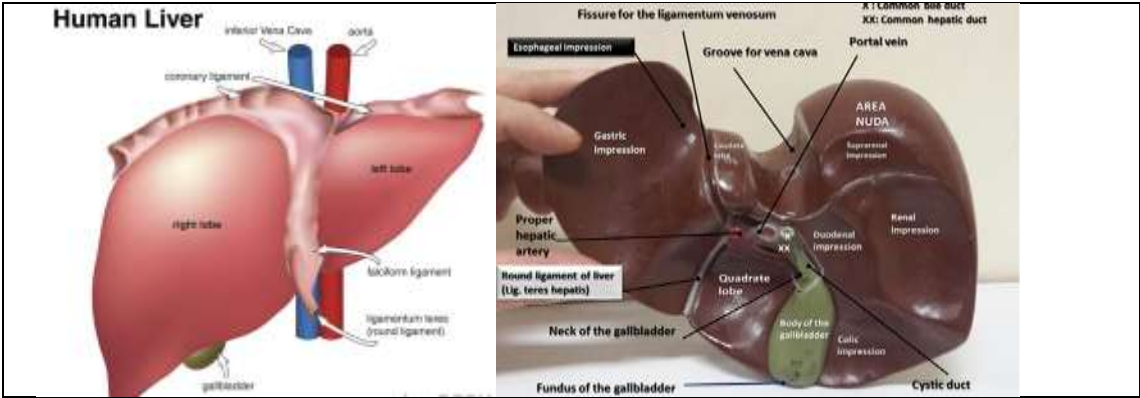 Human Liver
inferior Vena Cava
aorta
coronary ligament
left lobe
right lobe
falciform ligament
ligamentum teres
(round ligament)
gallbladder
X : Common bile duct
XX: Common hepatic duct
Fissure for the ligamentum venosum
Portal vein
Esophageal impression
Groove for vena cava
AREA
NUDA
Gastric
Impression
Caudate
lobe
Suprarenal
Impression
Renal
Impression
Proper
hepatic
artery
X
XX
Duodenal
impression
Round ligament of liver
(Lig. teres hepatis)
Quadrate
lobe
Neck of the gallbladder
Body of the
gallbladder
Colic
impression
Fundus of the gallbladder
Cystic duct